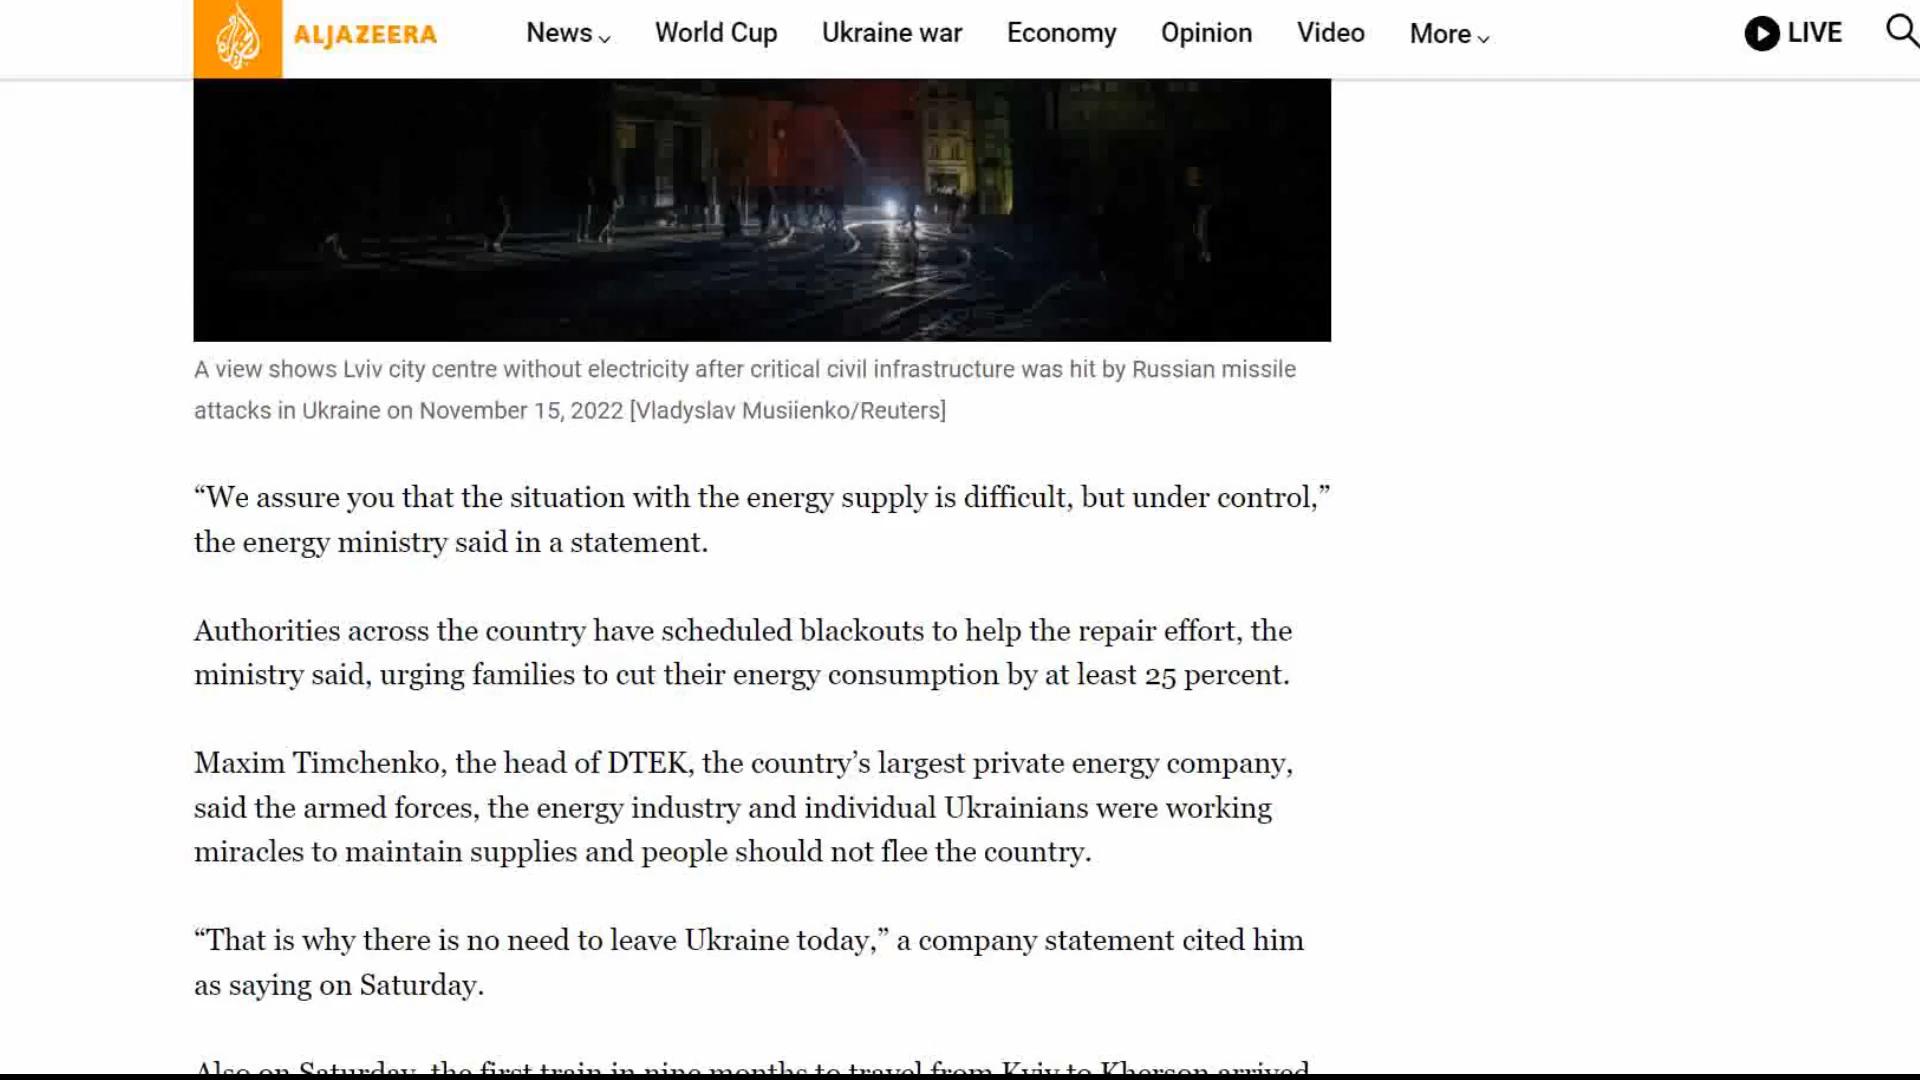 ALJAZEERA News World Cup Ukraine war Economy Opinion Video More LIVE
A view shows Lviv city centre without electricity after critical civil infrastructure was hit by Russian missile
attacks in Ukraine on November 15, 2022 [Vladyslav Musiienko/Reuters]
“We assure you that the situation with the energy supply is difficult, but under control,”
the energy ministry said in a statement.
Authorities across the country have scheduled blackouts to help the repair effort, the
ministry said, urging families to cut their energy consumption by at least 25 percent.
Maxim Timchenko, the head of DTEK, the country’s largest private energy company,
said the armed forces, the energy industry and individual Ukrainians were working
miracles to maintain supplies and people should not flee the country.
“That is why there is no need to leave Ukraine today,” a company statement cited him
as saying on Saturday.
Also on Saturday, the first train in nine months to travel from Kyiv to Kherson arrived